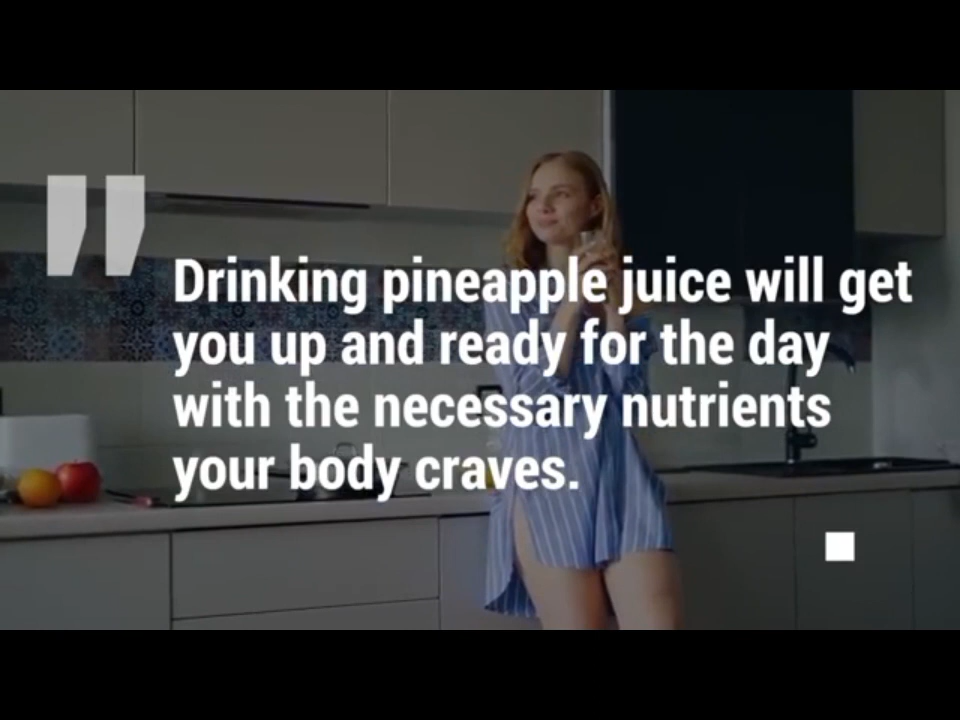 "
Drinking pineapple juice will get
you up and ready for the day
with the necessary nutrients
your body craves.